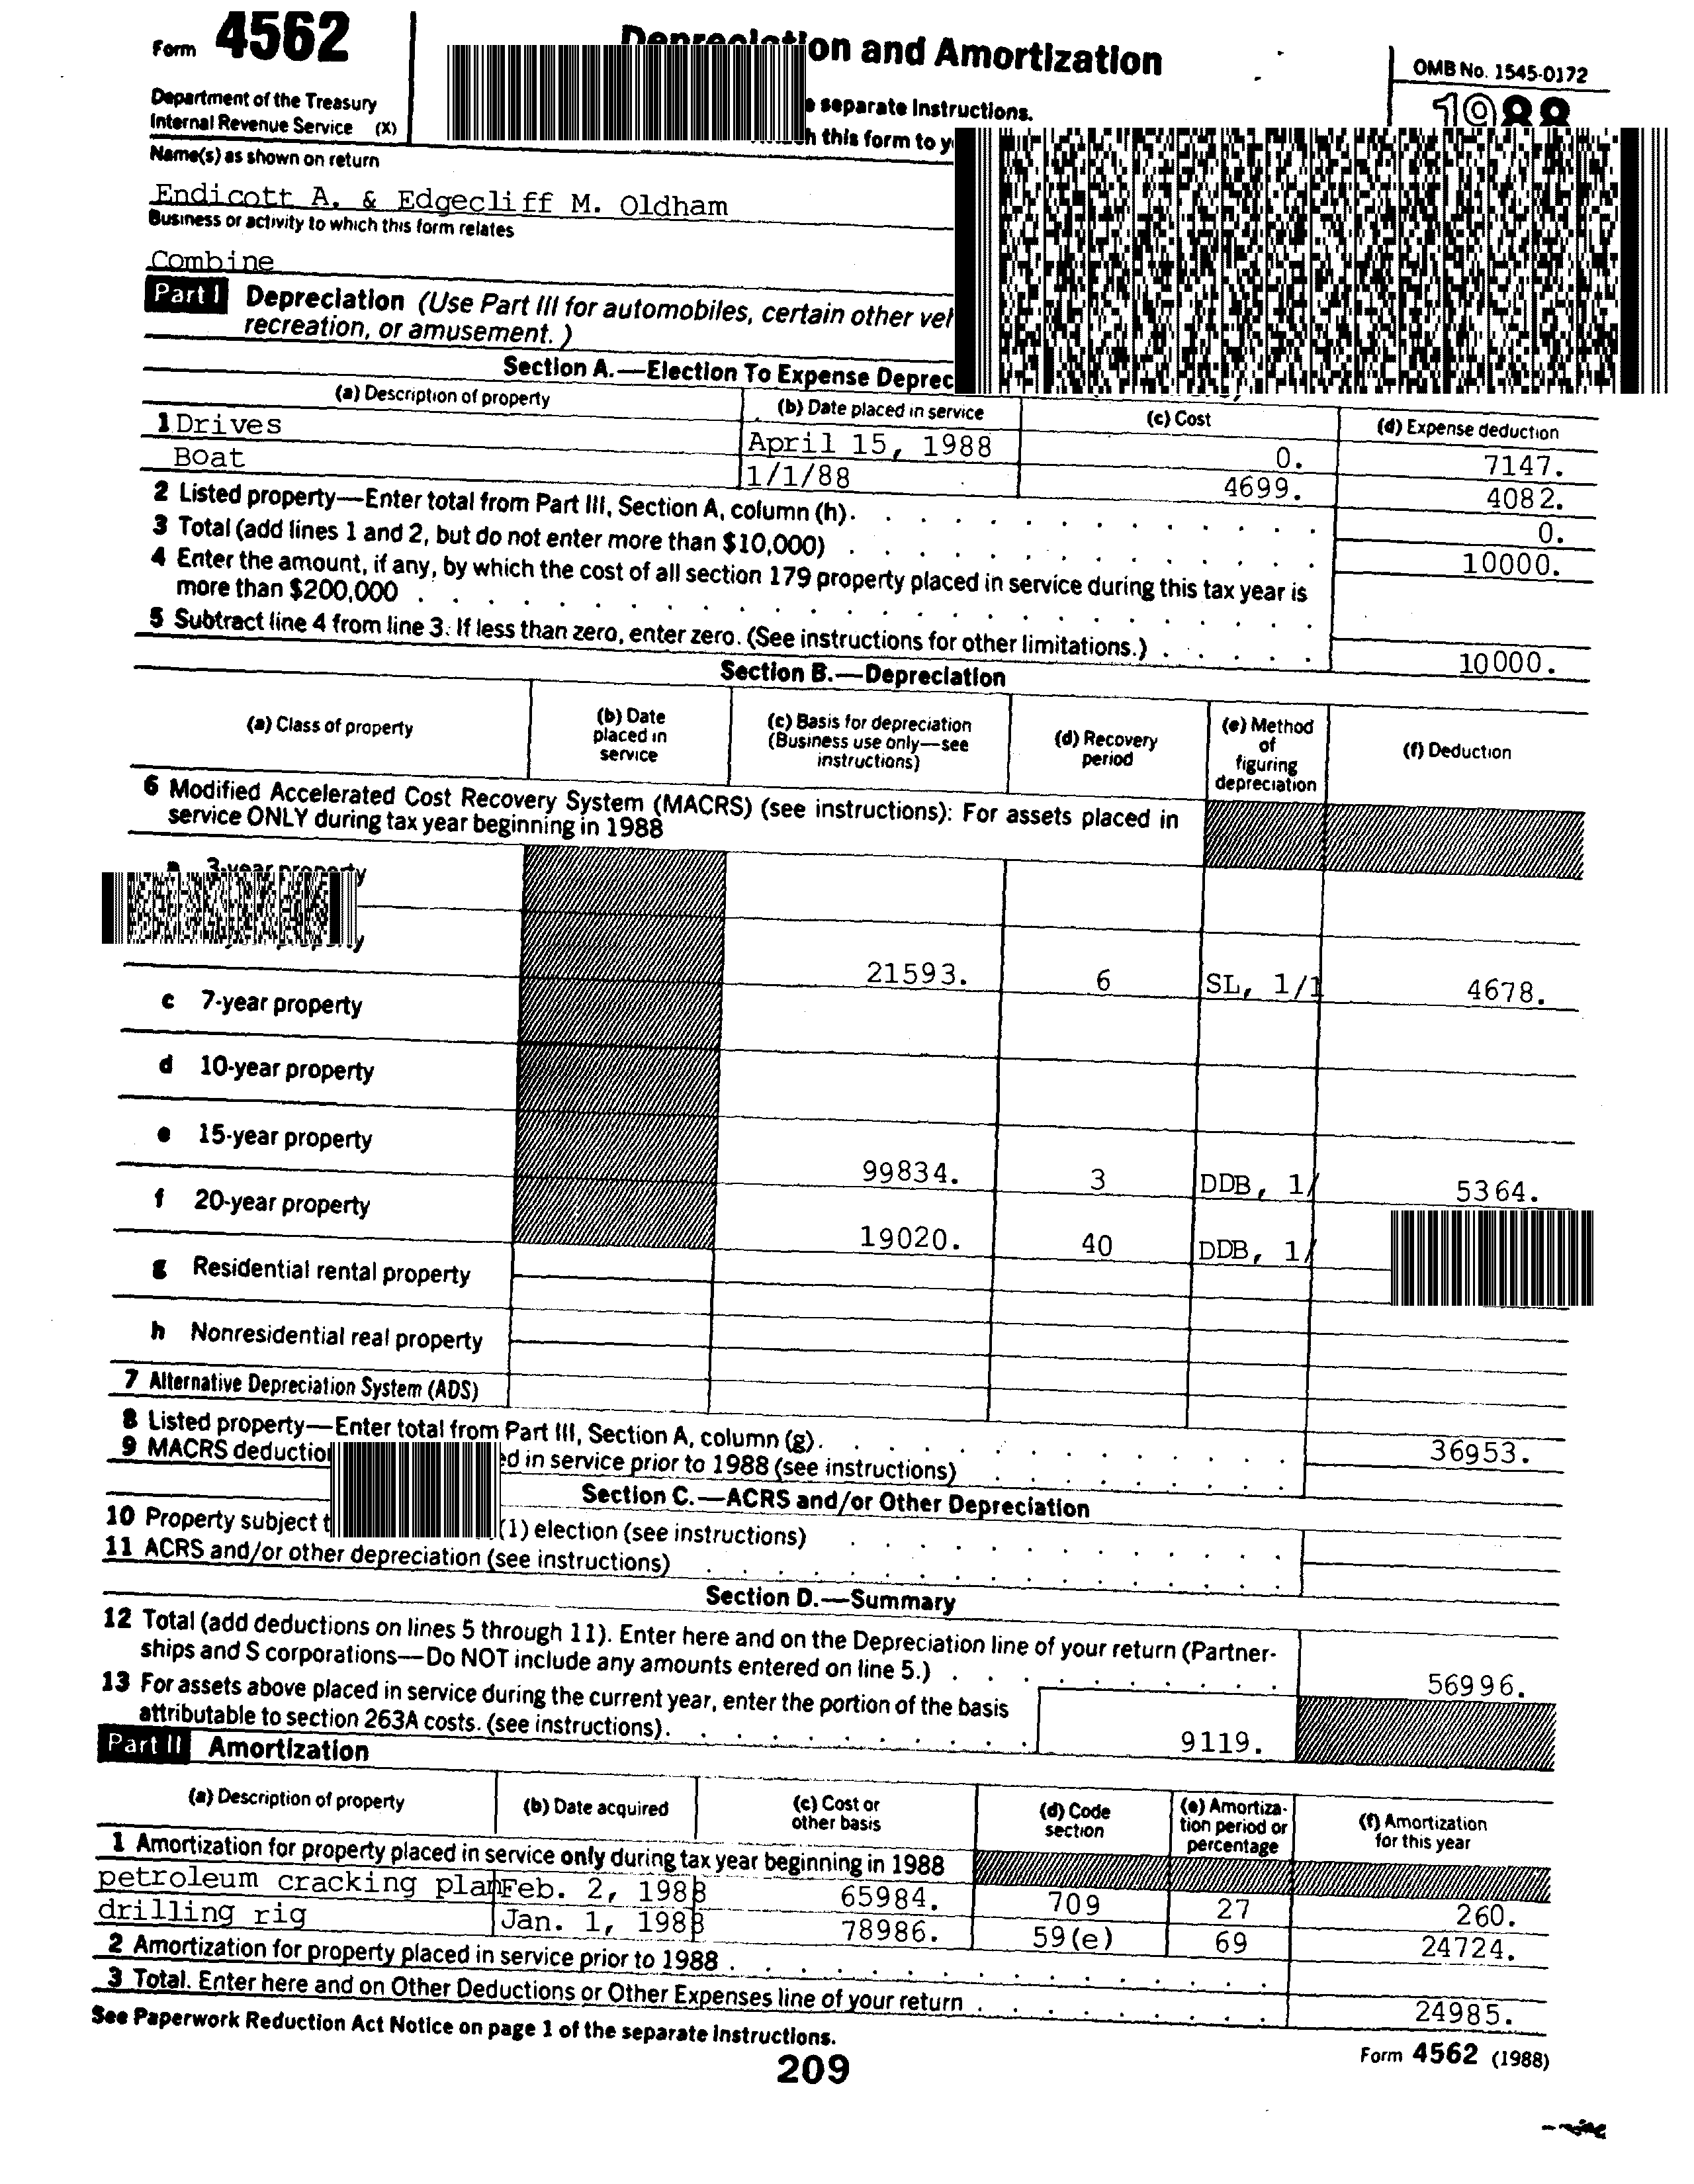 Form 4562
on and Amortization
OMB No. 1545-0172
Department of the Treasury
Internal Revenue Service (X)
separate Instructions.
this form to
1988
Name(s) as shown on return
Endicott A. & Edgecliff M. Oldham
Business or activity to which this form relates
Combine
Part I Depreciation (Use Part III for automobiles, certain other
recreation, or amusement.)
Section A.—Election To Expense
(a) Description of property (b) Date placed in service (c) Cost (d) Expense deduction
1 Drives April 15, 1988 0. 7147.
BOat 1/1/88 4699. 4082.
2 Listed property—Enter total from Part III, Section A, column (h). 0.
3 Total (add lines 1 and 2, but do not enter more than $10,000) 10000.
4 Enter the amount, if any, by which the cost of all section 179 property placed in service during this tax year is
more than $200,000
5 Subtract line 4 from line 3. If less than zero, enter zero. (See instructions for other limitations.) 10000.
Section B.—Depreciation
(a) Class of property (b) Date placed in service (c) Basis for depreciation (Business use only—see instructions) (d) Recovery period (e) Method of figuring depreciation (f) Deduction
6 Modified Accelerated Cost Recovery System (MACRS) (see instructions): For assets placed in
service ONLY during tax year beginning in 1988
3-year property
21593. 6 SL, 1/1 4678.
c 7-year property
d 10-year property
e 15-year property
99834. 3 DDB, 1/ 5364.
f 20-year property
19020. 40 DDB, 1/
g Residential rental property
h Nonresidential real property
7 Alternative Depreciation System (ADS)
8 Listed property—Enter total from Part III, Section A, column (g). 36953.
9 MACRS in service prior to 1988 (see instructions)
Section C.—ACRS and/or Other Depreciation
10 Property subject (1) election (see instructions)
11 ACRS and/or other depreciation (see instructions)
Section D.—Summary
12 Total (add deductions on lines 5 through 11). Enter here and on the Depreciation line of your return (Partner-
ships and S corporations—Do NOT include any amounts entered on line 5.) 56996.
13 For assets above placed in service during the current year, enter the portion of the basis
attributable to section 263A costs. (see instructions). 9119.
Part II Amortization
(a) Description of property (b) Date acquired (c) Cost or other basis (d) Code section (e) Amortiza- tion period or percentage (f) Amortization for this year
1 Amortization for property placed in service only during tax year beginning in 1988
petroleum cracking plan Feb. 2, 1988 65984. 709 27 260.
drilling rig Jan. 1, 1988 78986. 59(e) 69 24724.
2 Amortization for property placed in service prior to 1988
3 Total. Enter here and on Other Deductions or Other Expenses line of your return 24985.
See Paperwork Reduction Act Notice on page 1 of the separate Instructions.
Form 4562 (1988)
209